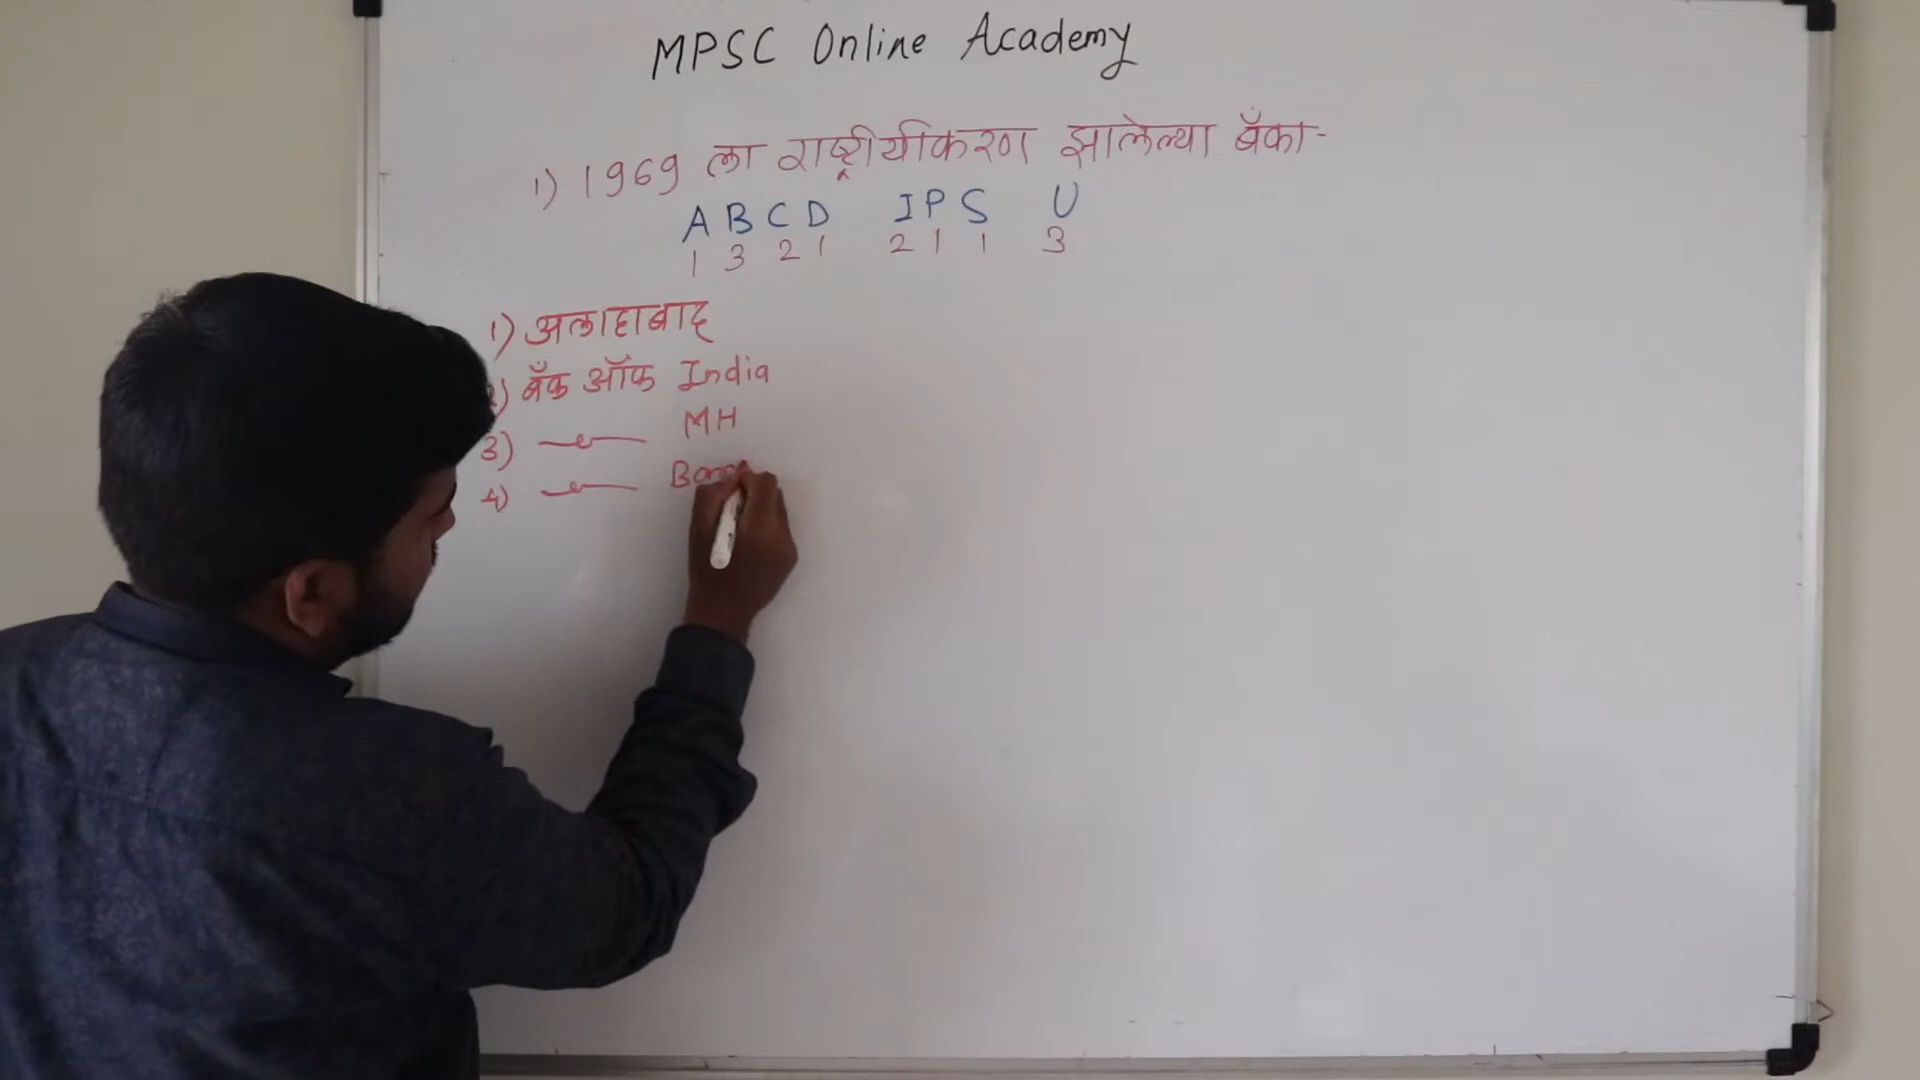 MPSC Online Academy
1) 1969 ला राष्ट्रीयीकरण झालेल्या बँका-
A B C D I P S U
1 3 2 1 2 1 1 3
1) अलाहाबाद
2) बँक ऑफ India
3) MH
4)